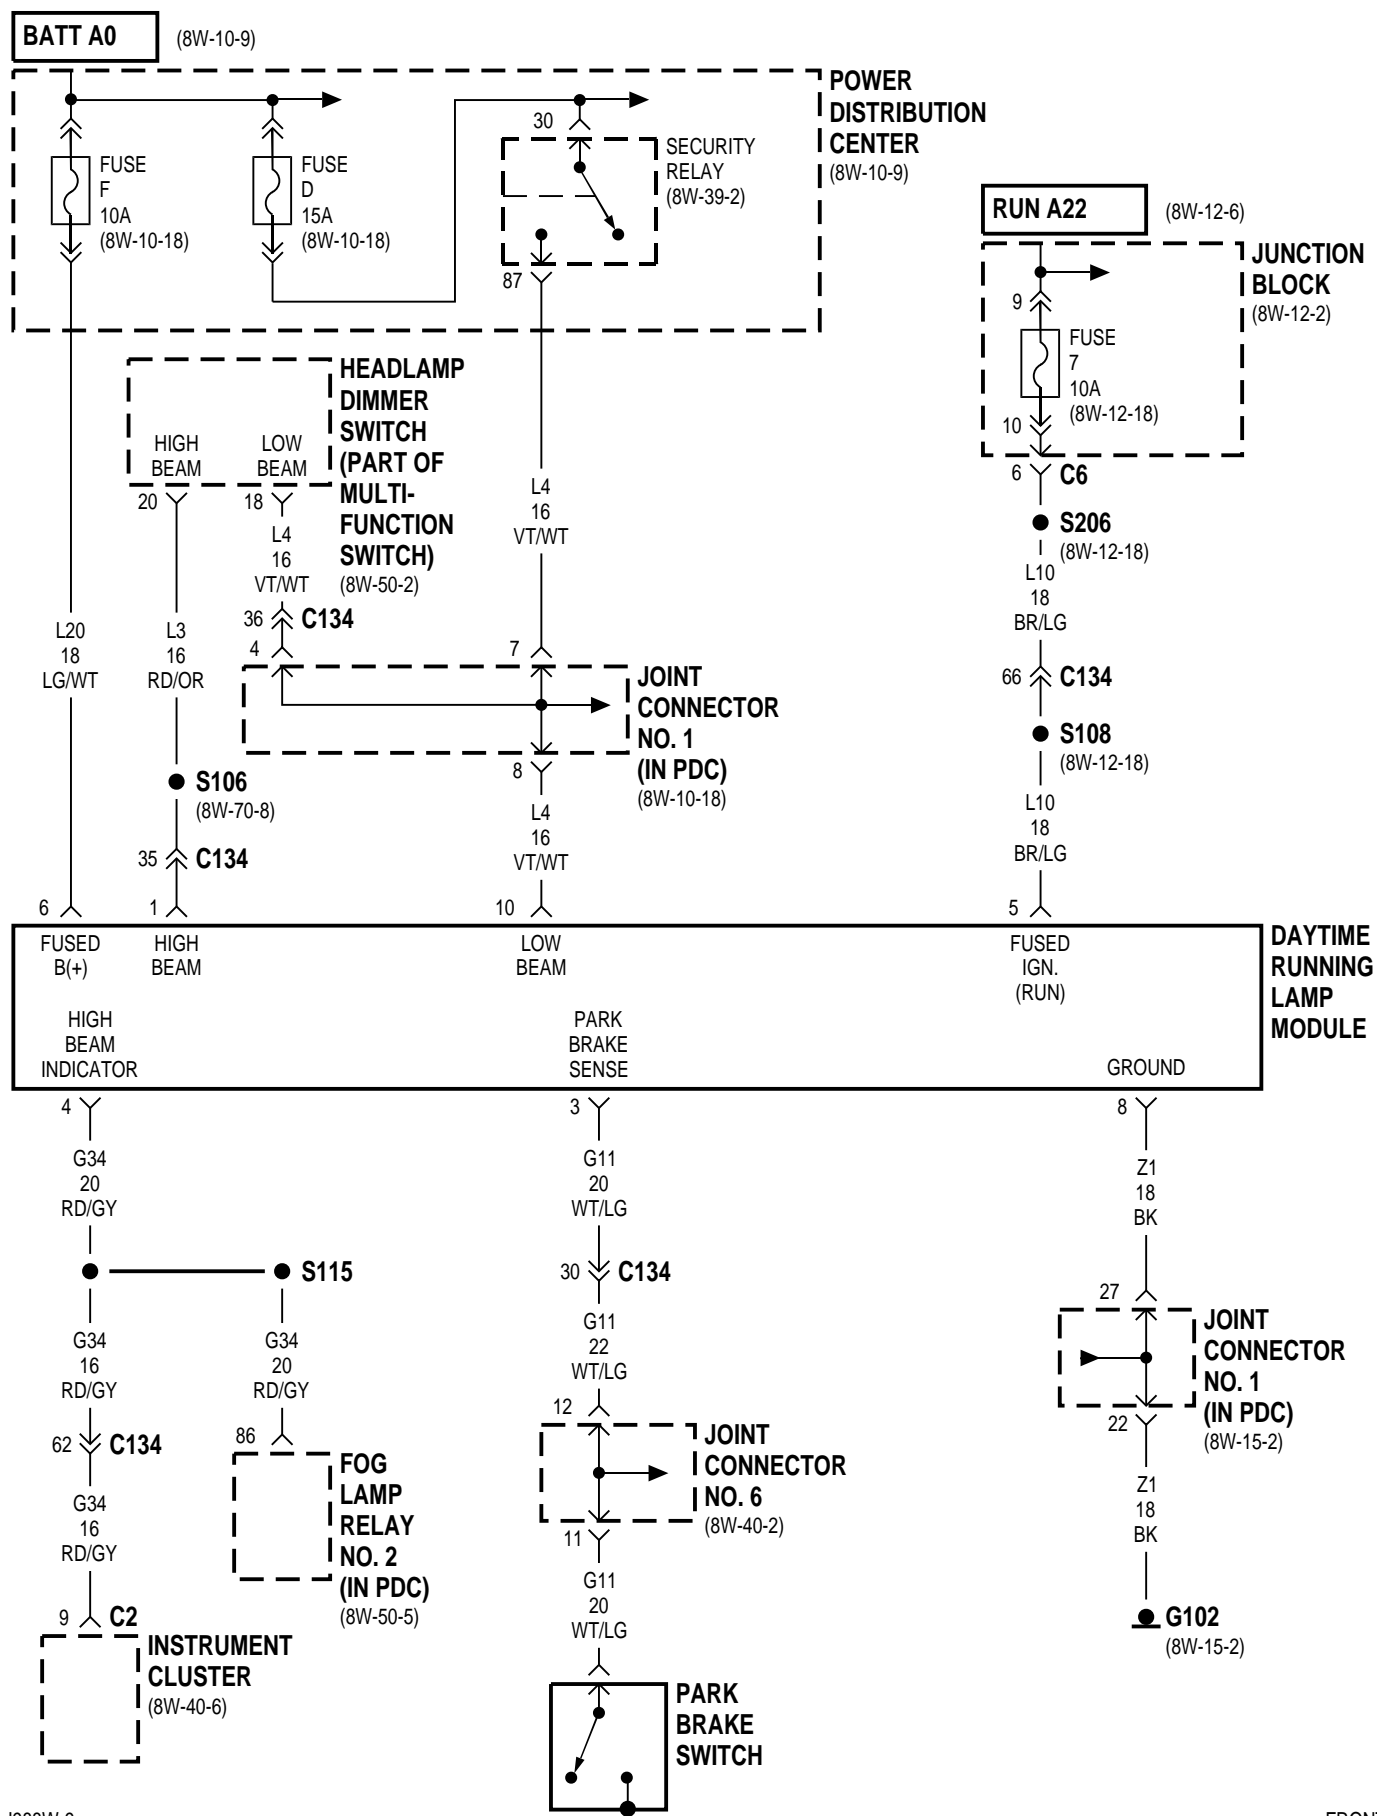 BATT A0
(8W-10-9)
POWER
DISTRIBUTION
CENTER
(8W-10-9)
FUSE
F
10A
(8W-10-18)
FUSE
D
15A
(8W-10-18)
30
SECURITY
RELAY
(8W-39-2)
87
RUN A22
(8W-12-6)
JUNCTION
BLOCK
(8W-12-2)
9
FUSE
7
10A
(8W-12-18)
10
6
C6
S206
(8W-12-18)
L10
18
BR/LG
66
C134
S108
(8W-12-18)
L10
18
BR/LG
HEADLAMP
DIMMER
SWITCH
(PART OF
MULTI-
FUNCTION
SWITCH)
(8W-50-2)
HIGH
BEAM
LOW
BEAM
20
18
L4
16
VT/WT
36
C134
4
L4
16
VT/WT
7
L20
18
LG/WT
L3
16
RD/OR
S106
(8W-70-8)
35
C134
JOINT
CONNECTOR
NO. 1
(IN PDC)
(8W-10-18)
8
L4
16
VT/WT
6
1
10
5
FUSED
B(+)
HIGH
BEAM
LOW
BEAM
FUSED
IGN.
(RUN)
DAYTIME
RUNNING
LAMP
MODULE
HIGH
BEAM
INDICATOR
PARK
BRAKE
SENSE
GROUND
4
3
8
G34
20
RD/GY
S115
G34
16
RD/GY
G34
20
RD/GY
62
C134
G34
16
RD/GY
9
C2
INSTRUMENT
CLUSTER
(8W-40-6)
86
FOG
LAMP
RELAY
NO. 2
(IN PDC)
(8W-50-5)
G11
20
WT/LG
30
C134
G11
22
WT/LG
12
JOINT
CONNECTOR
NO. 6
(8W-40-2)
11
G11
20
WT/LG
PARK
BRAKE
SWITCH
Z1
18
BK
27
JOINT
CONNECTOR
NO. 1
(IN PDC)
(8W-15-2)
22
Z1
18
BK
G102
(8W-15-2)